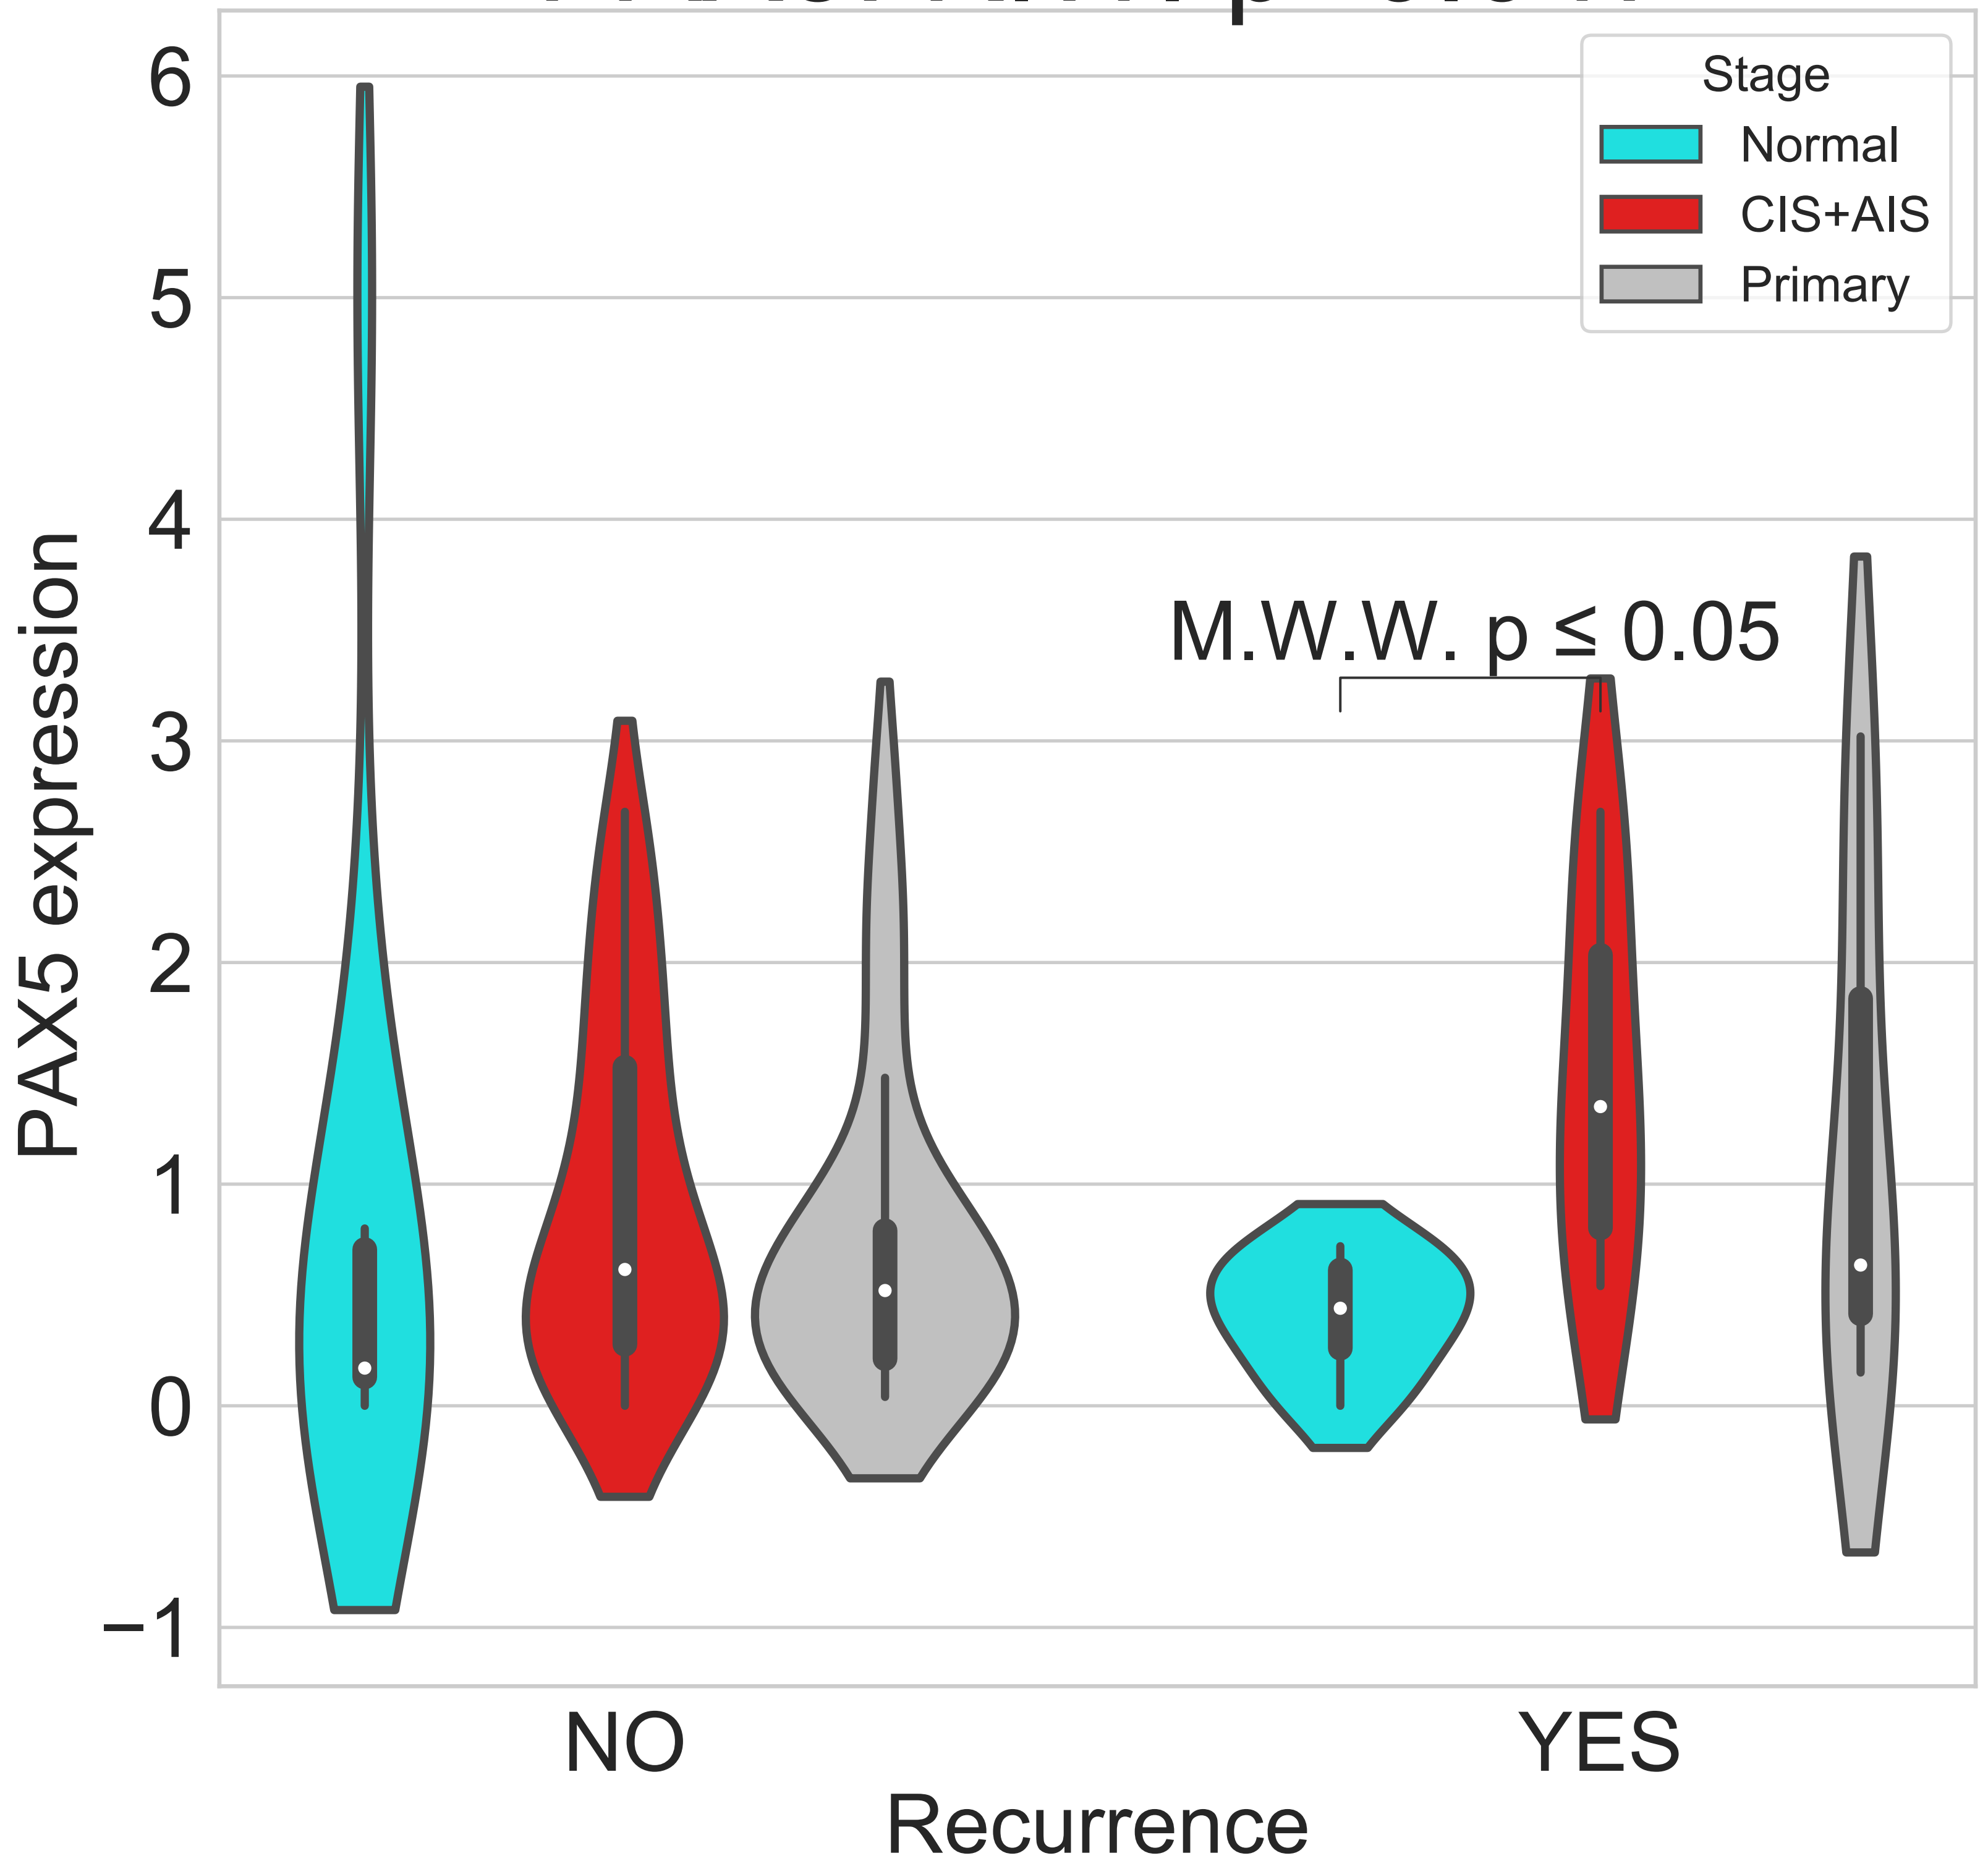 6
5
4
3
2
1
0
−1
PAX5 expression
Stage
Normal
CIS+AIS
Primary
M.W.W. p ≤ 0.05
NO
YES
Recurrence